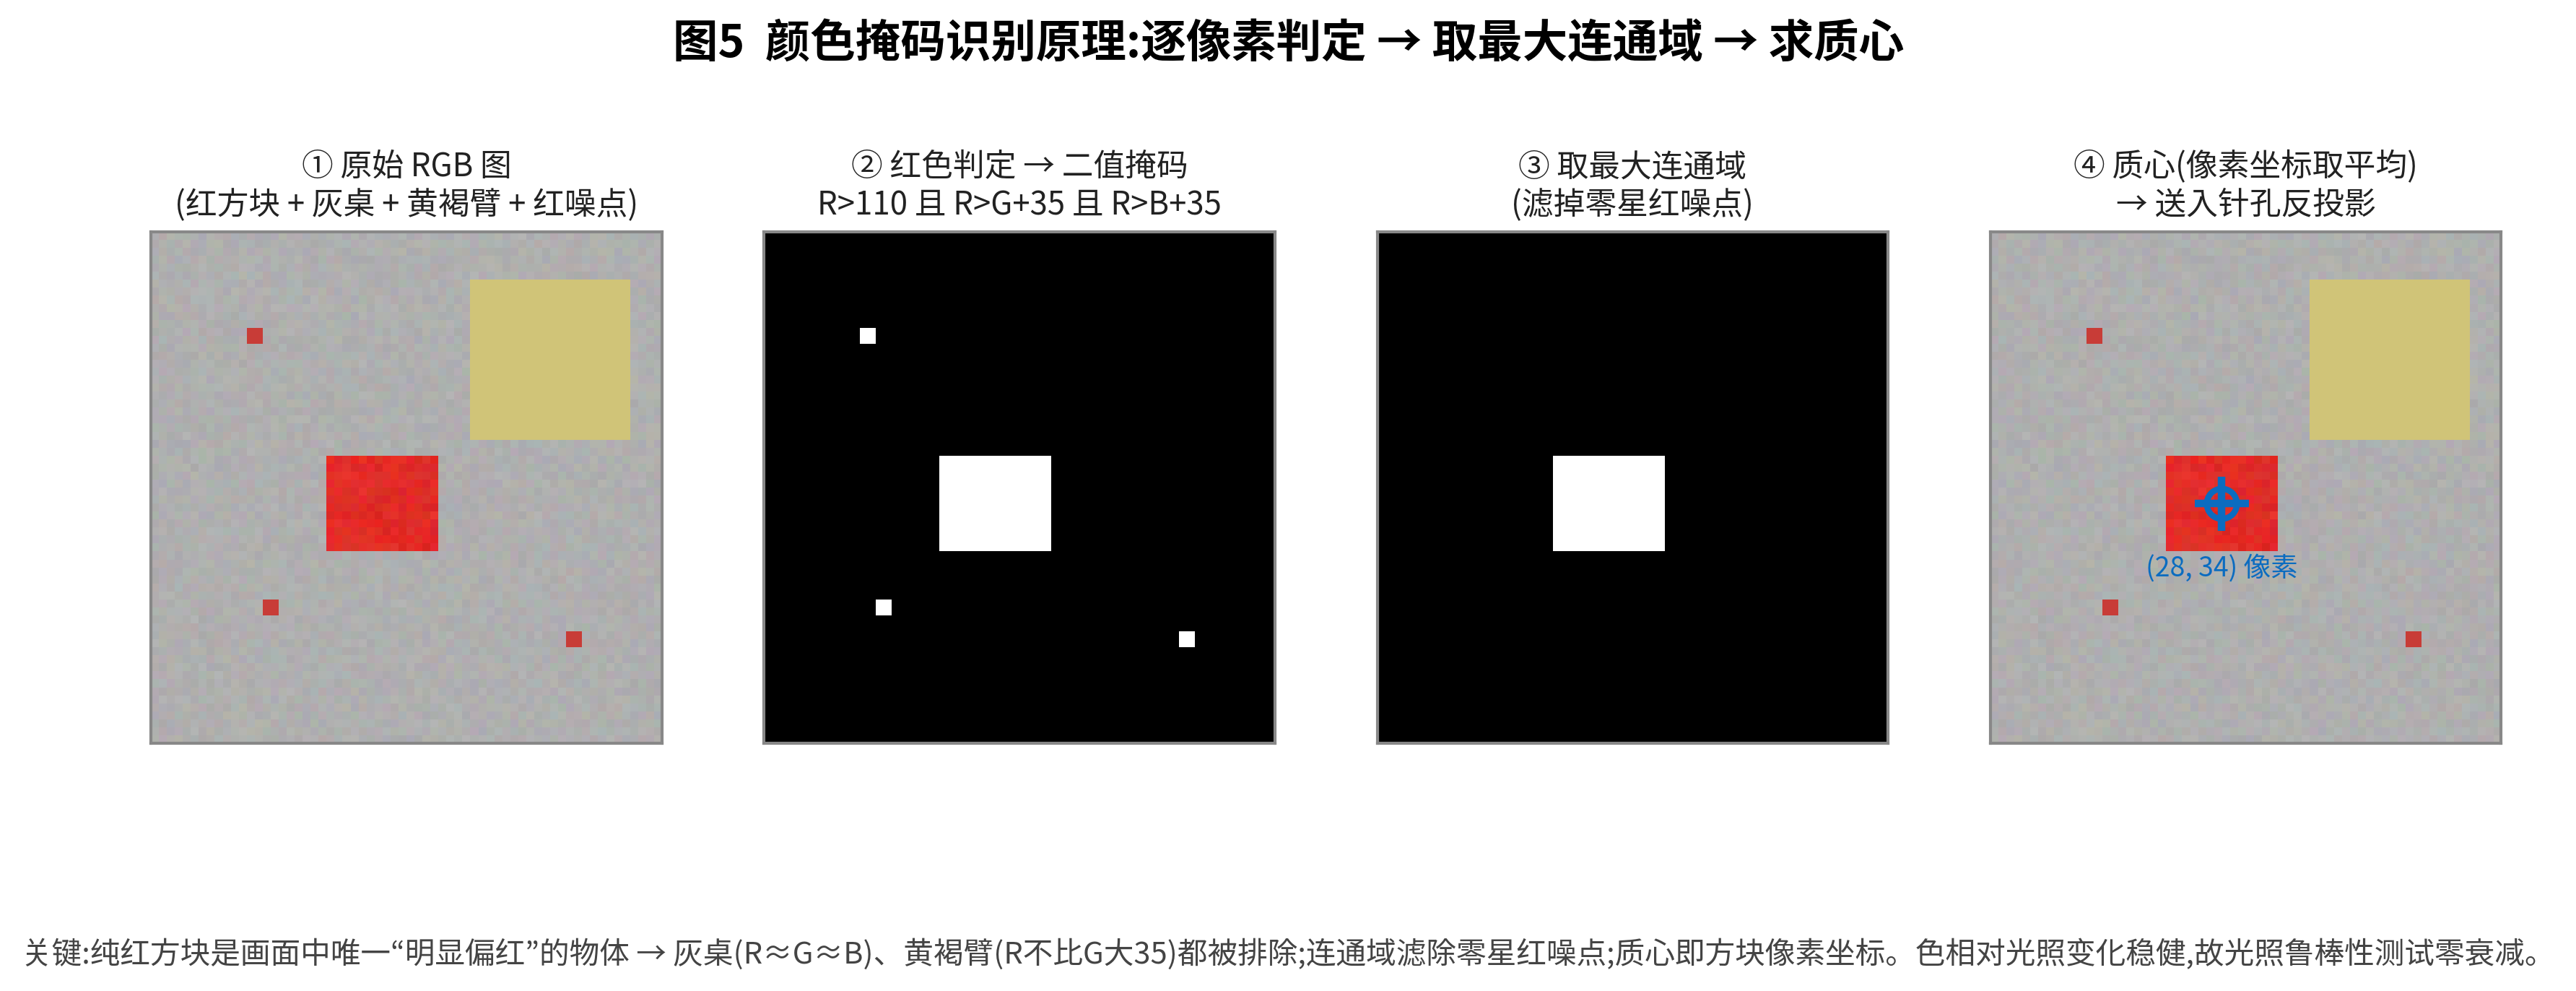 图5 颜色掩码识别原理:逐像素判定 → 取最大连通域 → 求质心
① 原始 RGB 图
(红方块 + 灰桌 + 黄褐臂 + 红噪点)
② 红色判定 → 二值掩码
R>110 且 R>G+35 且 R>B+35
③ 取最大连通域
(滤掉零星红噪点)
④ 质心(像素坐标取平均)
→ 送入针孔反投影
(28, 34) 像素
关键:纯红方块是画面中唯一“明显偏红”的物体 → 灰桌(R≈G≈B)、黄褐臂(R不比G大35)都被排除;连通域滤除零星红噪点;质心即方块像素坐标。色相对光照变化稳健,故光照鲁棒性测试零衰减。